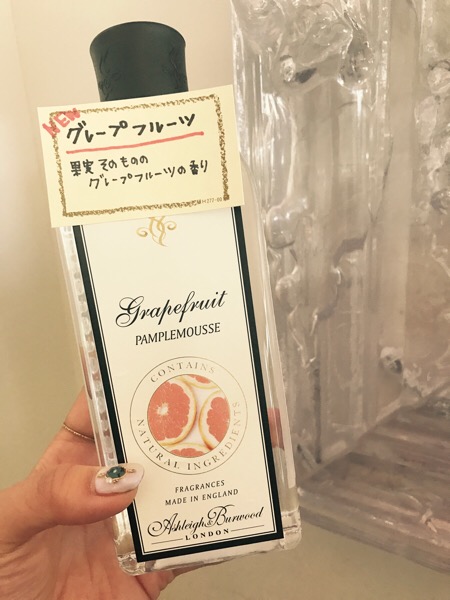 NEW
グレープフルーツ
果実そのものの
グレープフルーツの香り
Grapefruit
PAMPLEMOUSSE
CONTAINS
NATURAL INGREDIENTS
FRAGRANCES
MADE IN ENGLAND
Ashleigh & Burwood
LONDON